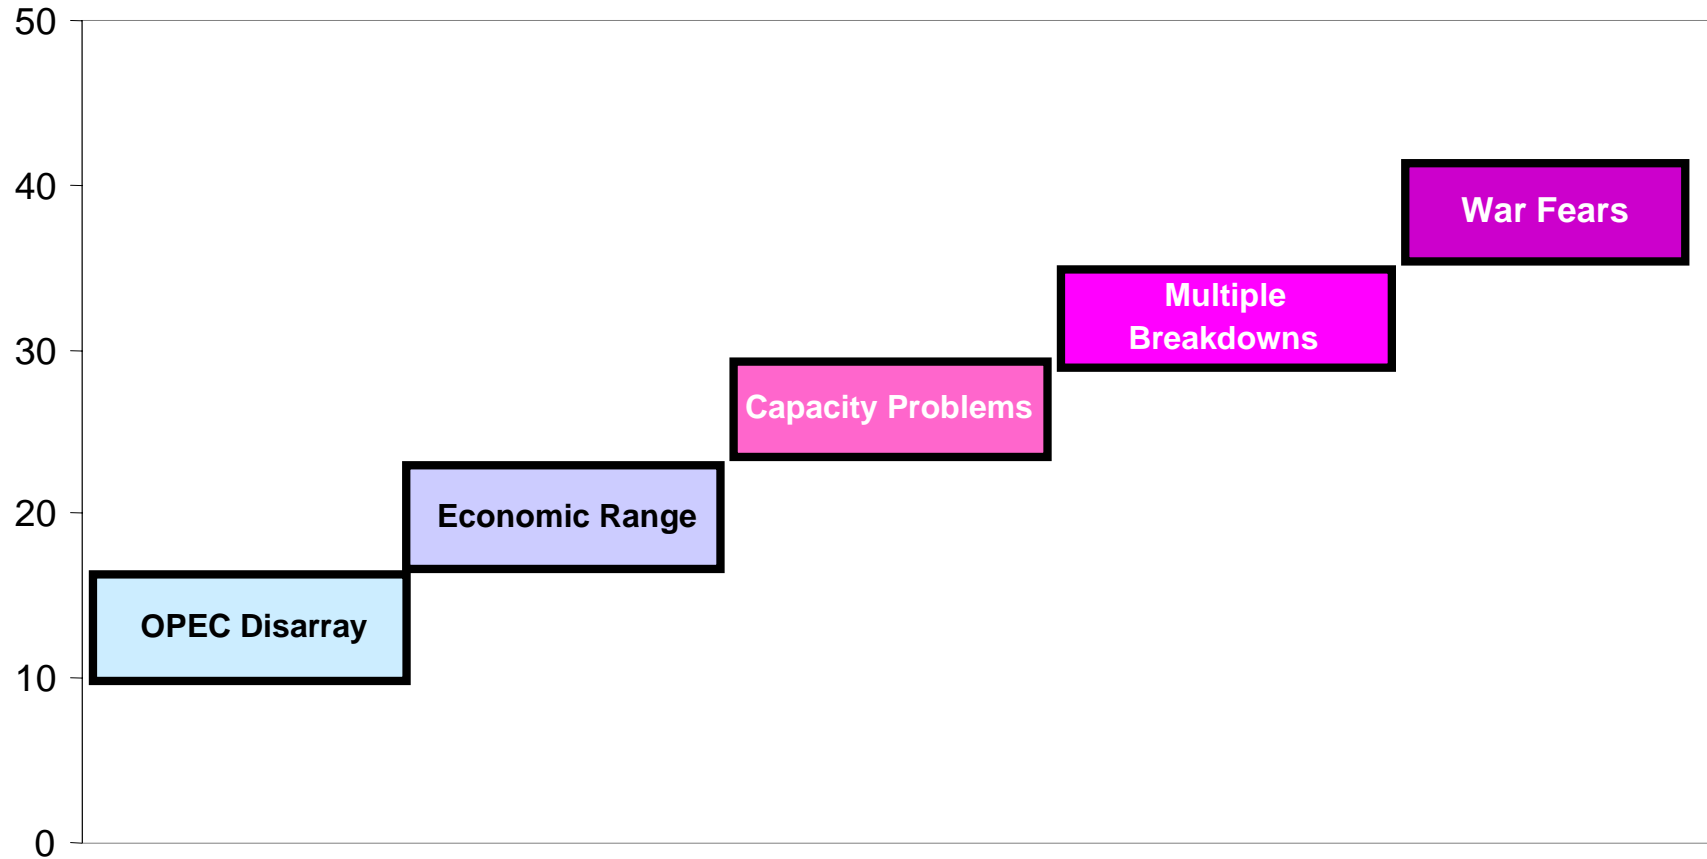 50
40
War Fears
Multiple
Breakdowns
30
Capacity Problems
20
Economic Range
OPEC Disarray
10
0